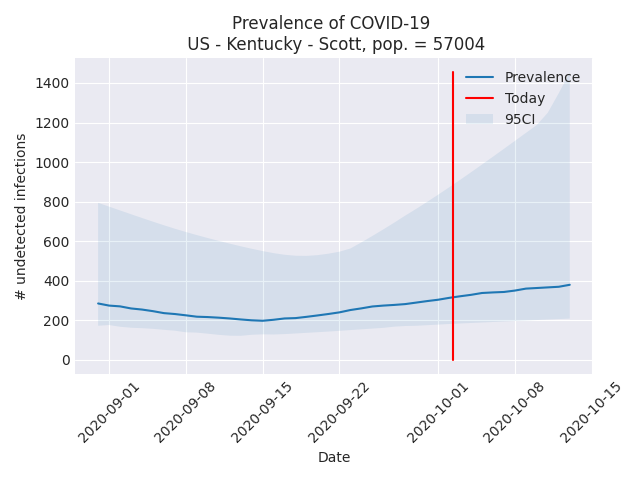 Prevalence of COVID-19
US - Kentucky - Scott, pop. = 57004
Prevalence
Today
95CI
# undetected infections
1400
1200
1000
800
600
400
200
0
2020-09-01
2020-09-08
2020-09-15
2020-09-22
2020-10-01
2020-10-08
2020-10-15
Date